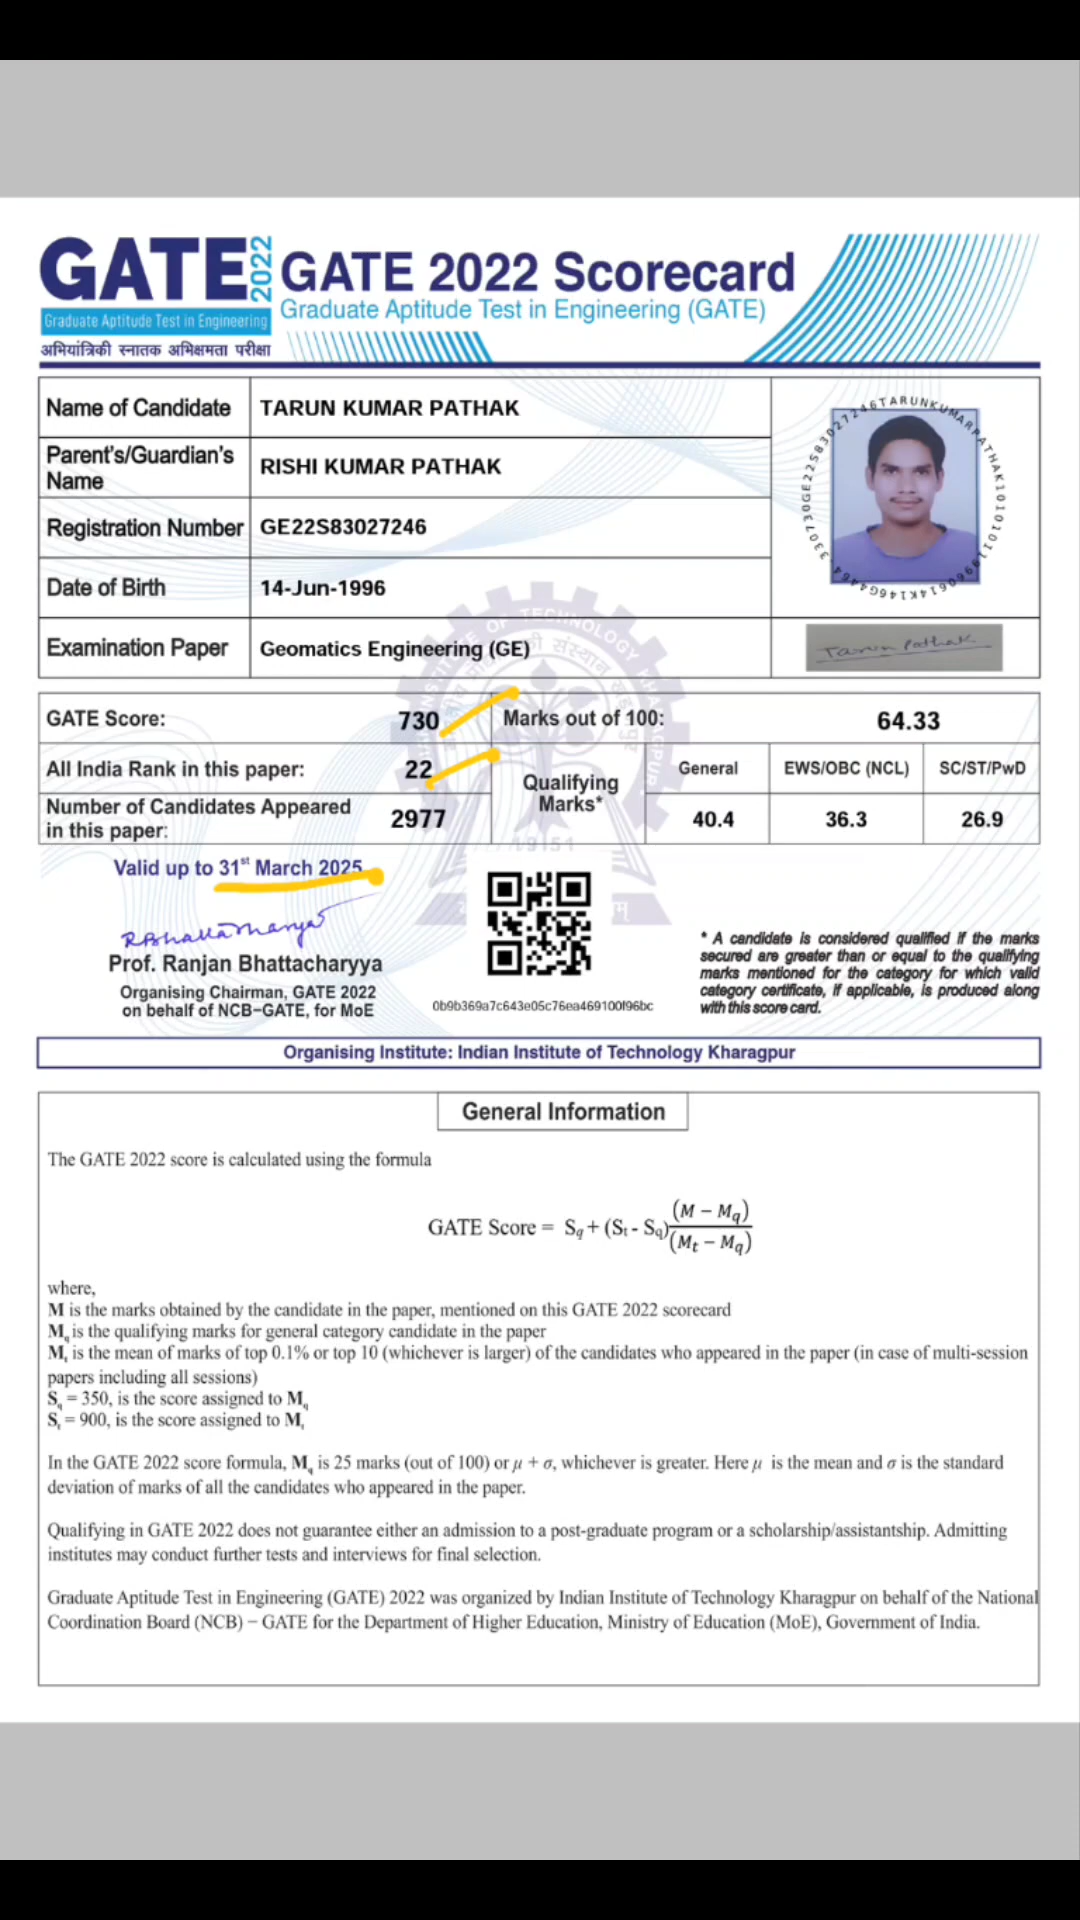 GATE 2022
Graduate Aptitude Test in Engineering
अभियांत्रिकी स्नातक अभिक्षमता परीक्षा
GATE 2022 Scorecard
Graduate Aptitude Test in Engineering (GATE)
Name of Candidate TARUN KUMAR PATHAK
Parent's/Guardian's Name RISHI KUMAR PATHAK
Registration Number GE22S83027246
Date of Birth 14-Jun-1996
Examination Paper Geomatics Engineering (GE)
Tarun Pathak
GATE Score: 730 Marks out of 100: 64.33
All India Rank in this paper: 22
Number of Candidates Appeared in this paper: 2977
Qualifying Marks* General EWS/OBC (NCL) SC/ST/PwD
40.4 36.3 26.9
Valid up to 31st March 2025
Prof. Ranjan Bhattacharyya
Organising Chairman, GATE 2022
on behalf of NCB-GATE, for MoE
0b9b369a7c643e05c76ea469100f96bc
* A candidate is considered qualified if the marks
secured are greater than or equal to the qualifying
marks mentioned for the category for which valid
category certificate, if applicable, is produced along
with this score card.
Organising Institute: Indian Institute of Technology Kharagpur
General Information
The GATE 2022 score is calculated using the formula
GATE Score = Sq + (St - Sq) (M − Mq) / (Mt − Mq)
where,
M is the marks obtained by the candidate in the paper, mentioned on this GATE 2022 scorecard
Mq is the qualifying marks for general category candidate in the paper
Mt is the mean of marks of top 0.1% or top 10 (whichever is larger) of the candidates who appeared in the paper (in case of multi-session
papers including all sessions)
Sq = 350, is the score assigned to Mq
St = 900, is the score assigned to Mt
In the GATE 2022 score formula, Mq is 25 marks (out of 100) or μ + σ, whichever is greater. Here μ is the mean and σ is the standard
deviation of marks of all the candidates who appeared in the paper.
Qualifying in GATE 2022 does not guarantee either an admission to a post-graduate program or a scholarship/assistantship. Admitting
institutes may conduct further tests and interviews for final selection.
Graduate Aptitude Test in Engineering (GATE) 2022 was organized by Indian Institute of Technology Kharagpur on behalf of the National
Coordination Board (NCB) – GATE for the Department of Higher Education, Ministry of Education (MoE), Government of India.